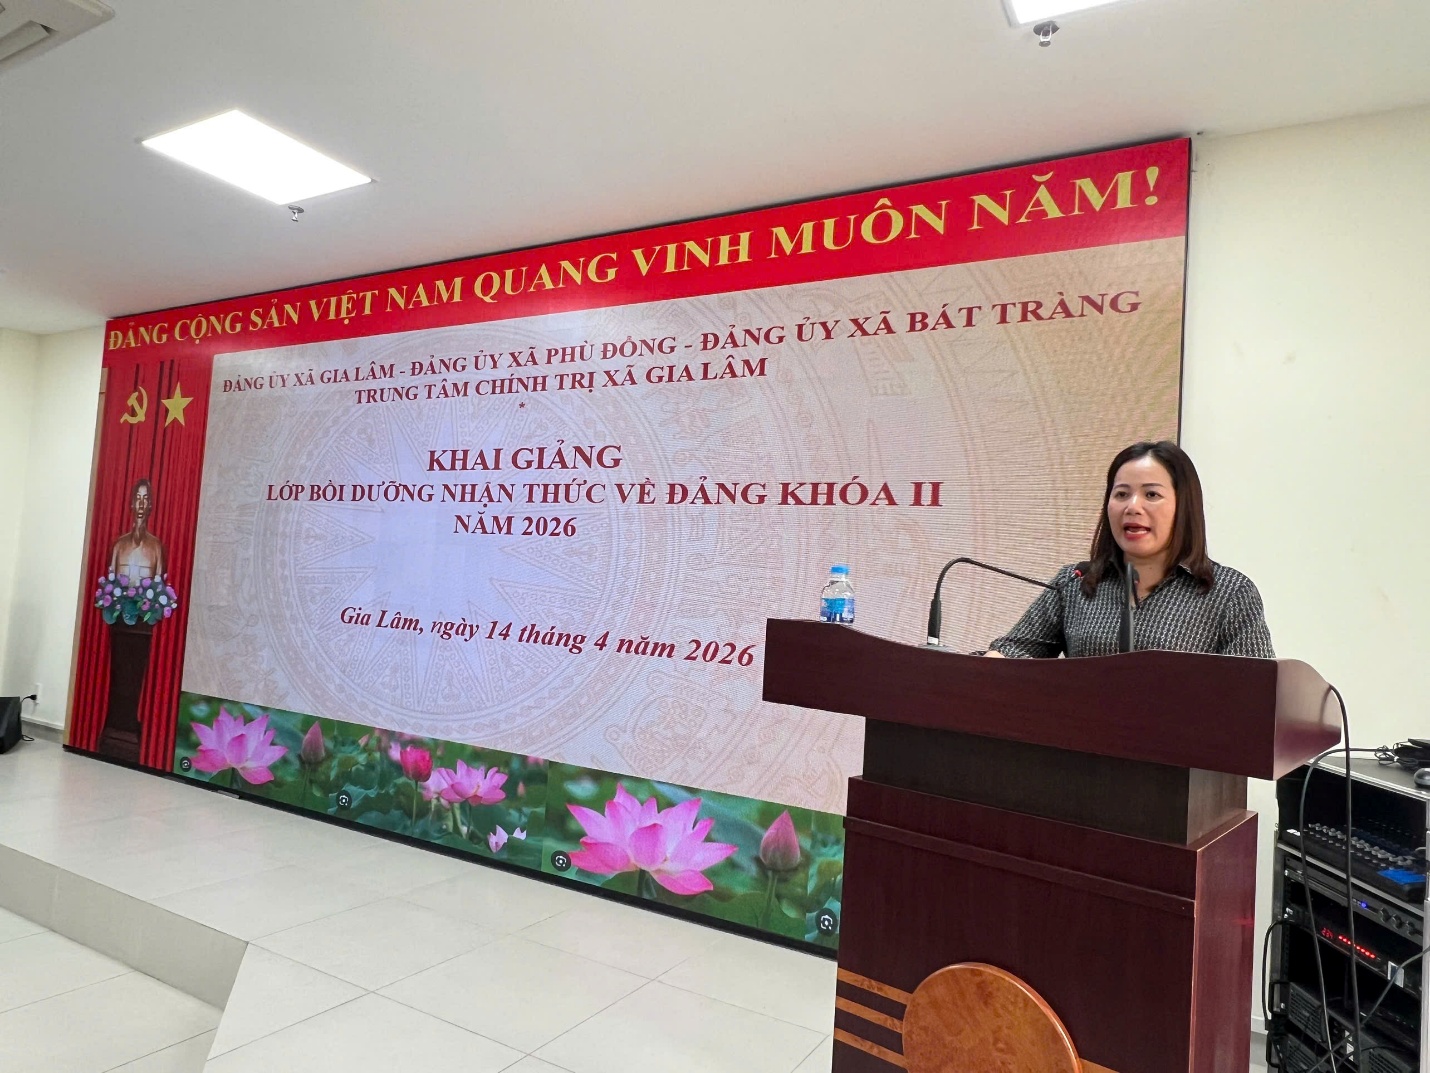 ĐẢNG CỘNG SẢN VIỆT NAM QUANG VINH MUÔN NĂM!
ĐẢNG ỦY XÃ GIA LÂM - ĐẢNG ỦY XÃ PHÙ ĐỔNG - ĐẢNG ỦY XÃ BÁT TRÀNG
TRUNG TÂM CHÍNH TRỊ XÃ GIA LÂM
*
KHAI GIẢNG
LỚP BỒI DƯỠNG NHẬN THỨC VỀ ĐẢNG KHÓA II
NĂM 2026
Gia Lâm, ngày 14 tháng 4 năm 2026